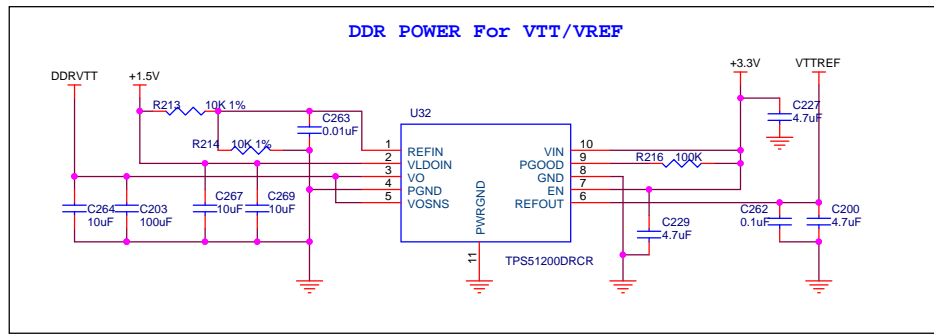 DDR POWER For VTT/VREF
DDRVTT
+1.5V
+3.3V
VTTREF
R213
10K 1%
C263
0.01uF
U32
C227
4.7uF
R214
10K 1%
1
REFIN
VIN
10
2
VLDOIN
PGOOD
9
R216
100K
3
VO
GND
8
4
PGND
EN
7
5
VOSNS
REFOUT
6
PWRGND
11
C264
10uF
C203
100uF
C267
10uF
C269
10uF
C229
4.7uF
C262
0.1uF
C200
4.7uF
TPS51200DRCR